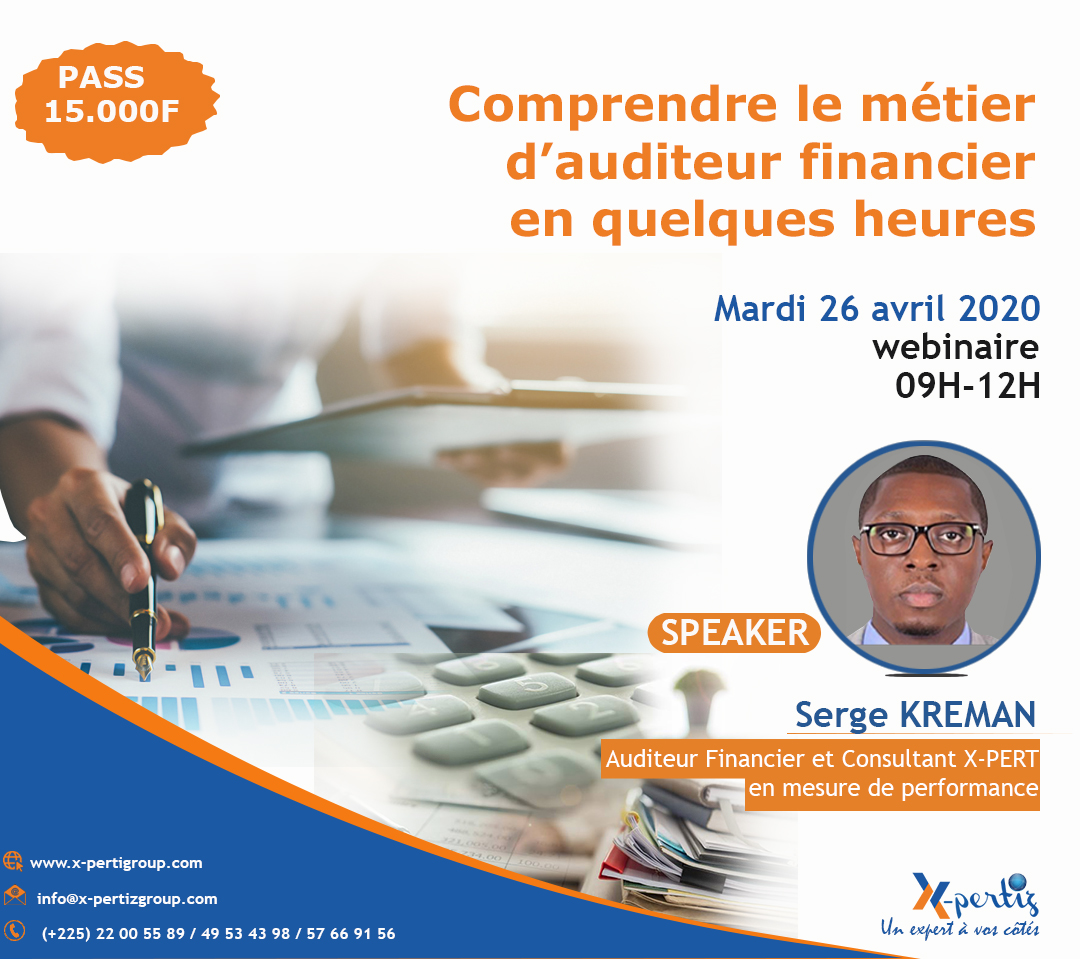 PASS
15.000F
Comprendre le métier
d’auditeur financier
en quelques heures
Mardi 26 avril 2020
webinaire
09H-12H
SPEAKER
Serge KREMAN
Auditeur Financier et Consultant X-PERT
en mesure de performance
www.x-pertigroup.com
info@x-pertizgroup.com
(+225) 22 00 55 89 / 49 53 43 98 / 57 66 91 56
X-pertiz
Un expert à vos côtés